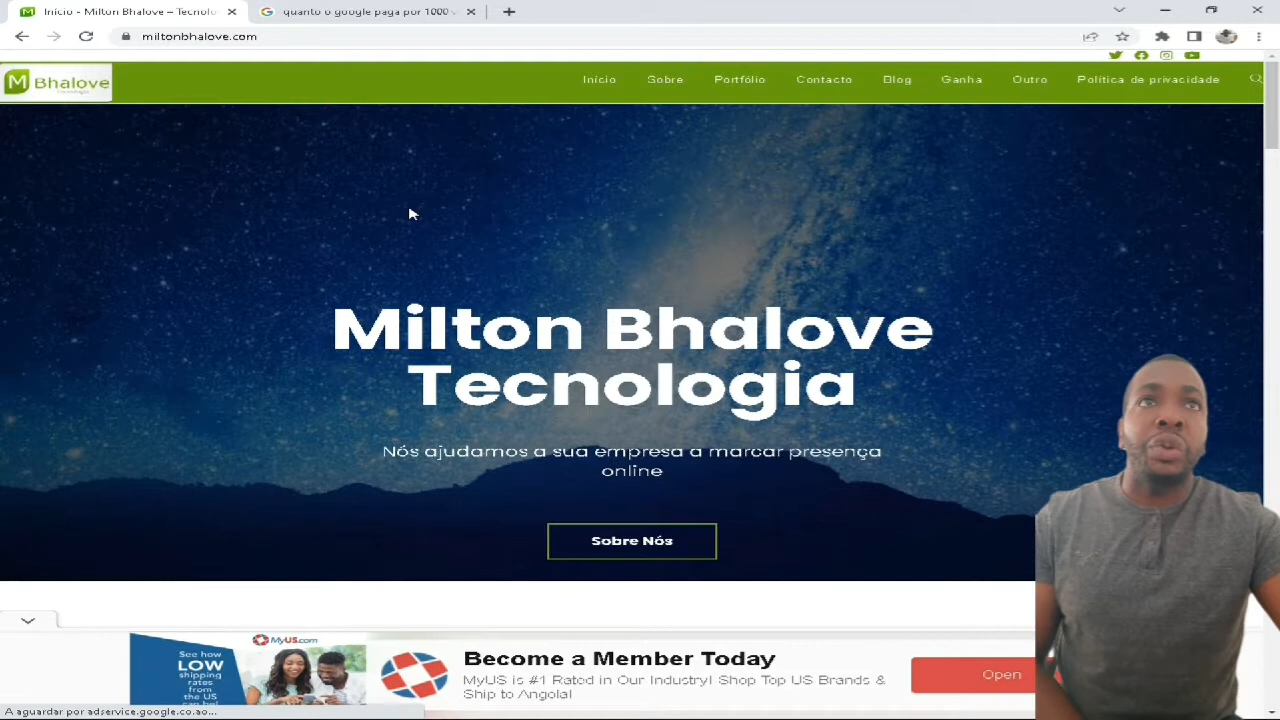 Início - Milton Bhalove – Tecnolo
quanto o google paga por 1000
miltonbhalove.com
M Bhalove
Tecnologia
Início
Sobre
Portfólio
Contacto
Blog
Ganha
Outro
Política de privacidade
Milton Bhalove
Tecnologia
Nós ajudamos a sua empresa a marcar presença
online
Sobre Nós
MyUS.com
See how
LOW
shipping
rates
from
the US
can be
Become a Member Today
MyUS is #1 Rated in Our Industry! Shop Top US Brands &
Ship to Angola!
Open
A aguardar por adservice.google.co.ao...